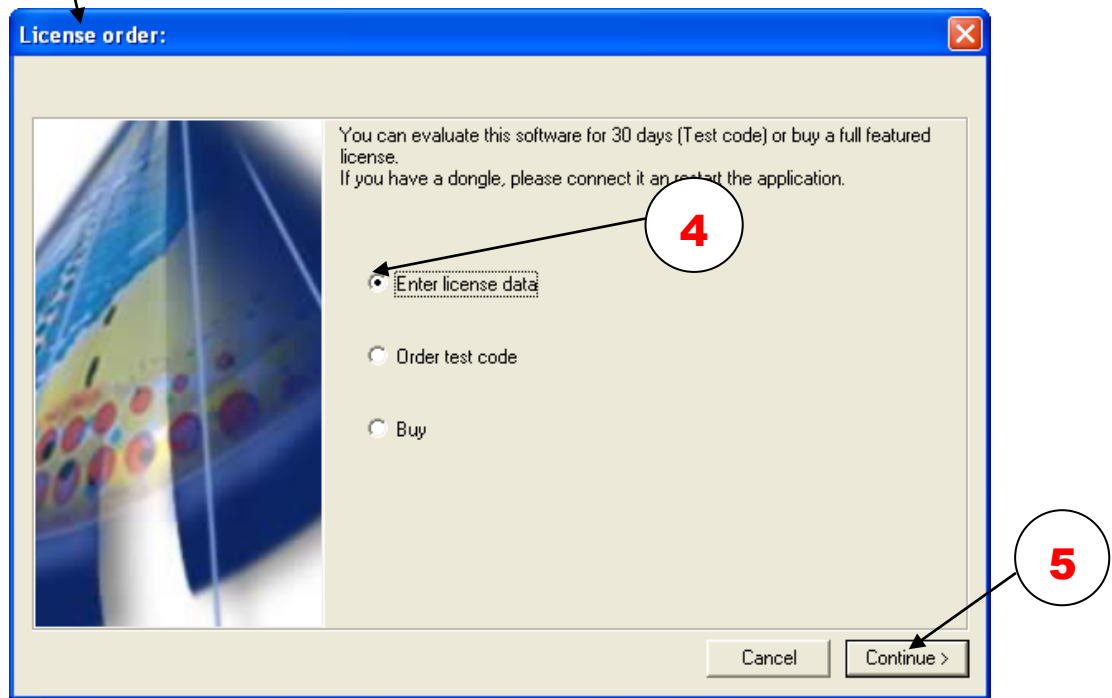 License order:
You can evaluate this software for 30 days (Test code) or buy a full featured
license.
If you have a dongle, please connect it an restart the application.
4
Enter license data
Order test code
Buy
5
Cancel
Continue >